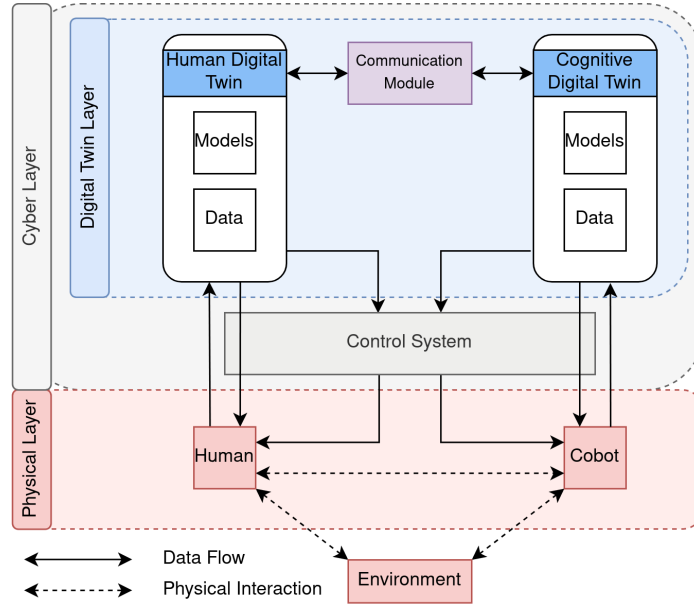 Cyber Layer
Digital Twin Layer
Human Digital
Twin
Communication
Module
Cognitive
Digital Twin
Models
Models
Data
Data
Control System
Physical Layer
Human
Cobot
Environment
Data Flow
Physical Interaction